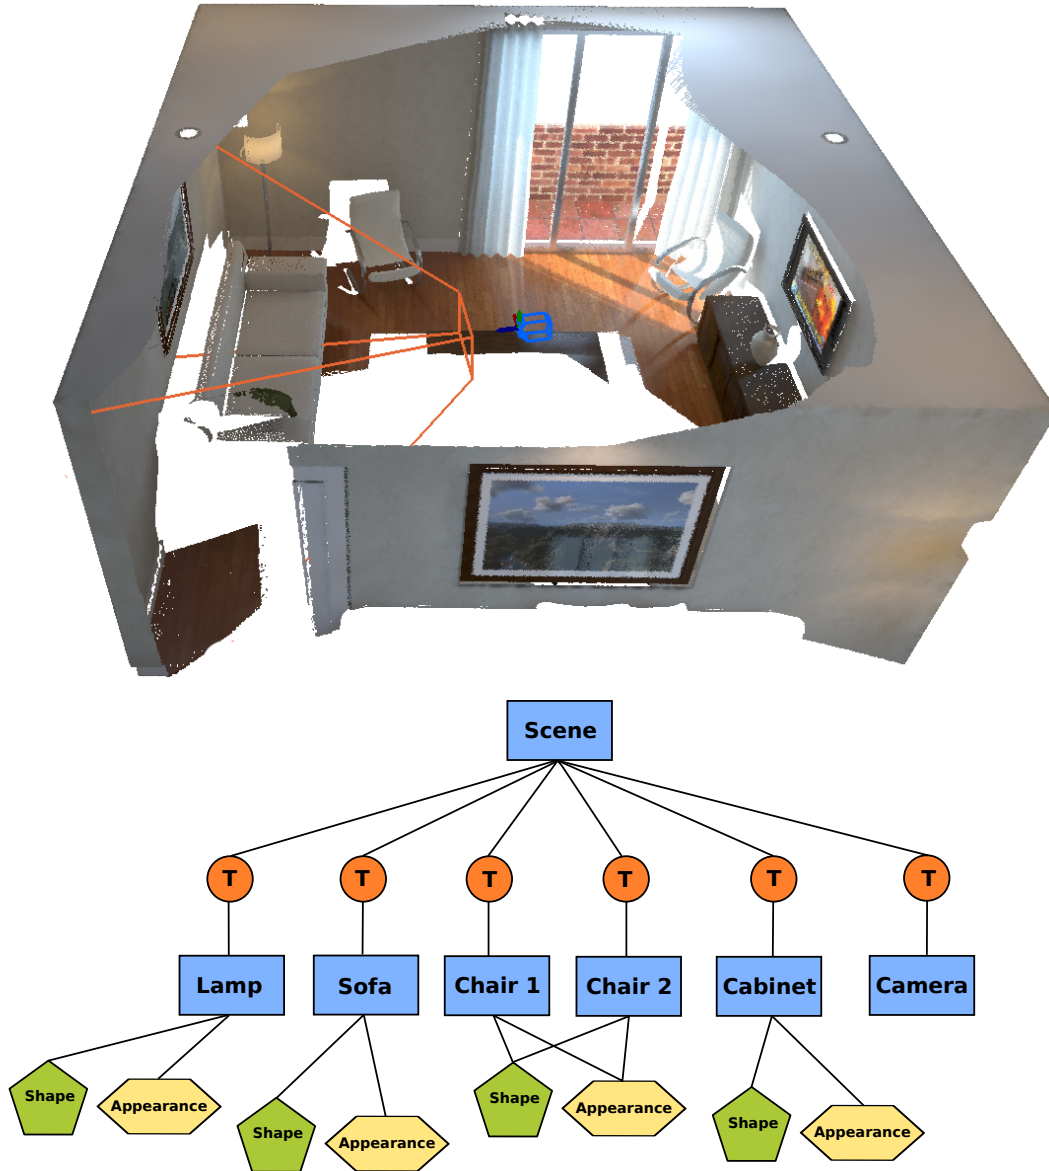 Scene
T T T T T T
Lamp Sofa Chair 1 Chair 2 Cabinet Camera
Shape Appearance Shape Appearance Shape Appearance Shape Appearance